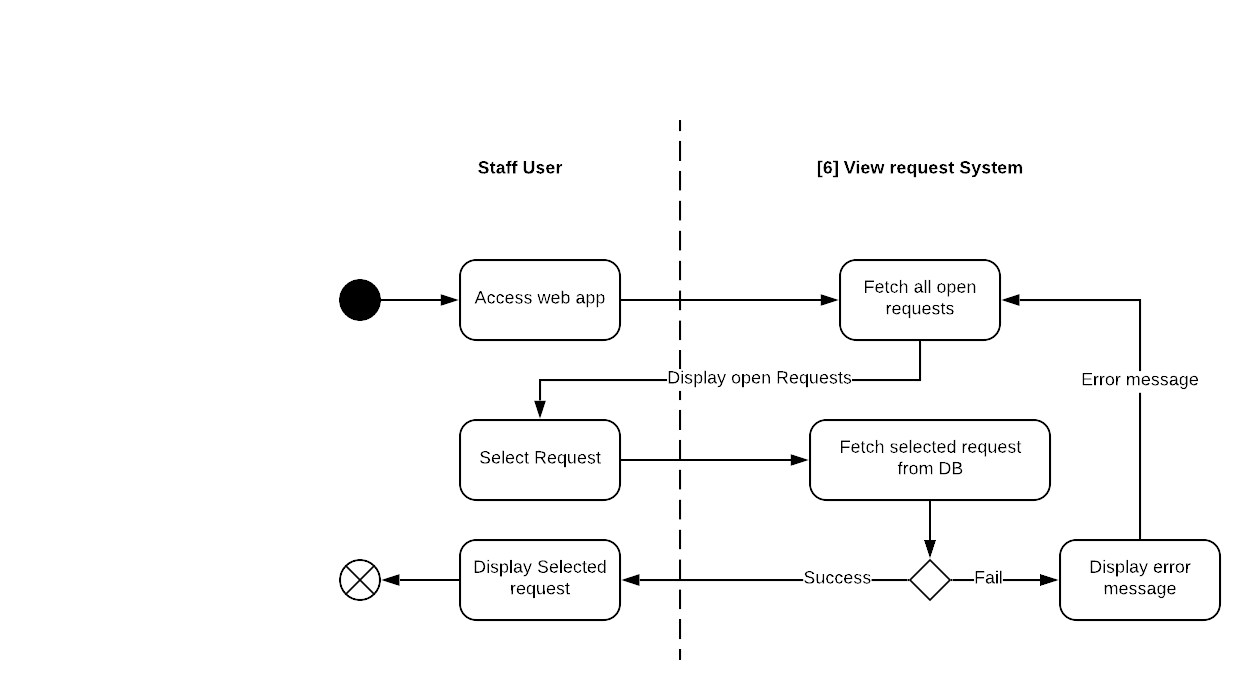 Staff User
[6] View request System
Access web app
Fetch all open
requests
Display open Requests
Error message
Select Request
Fetch selected request
from DB
Display Selected
request
Success
Fail
Display error
message